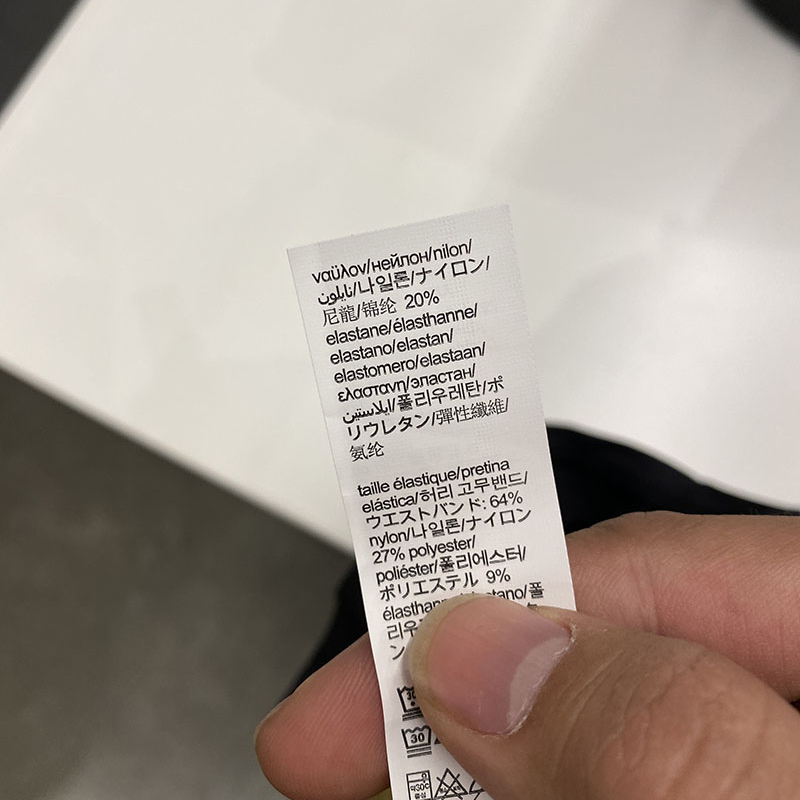 ναϋλον/нейлон/nilon/
نايلون/나일론/ナイロン/
尼龍/锦纶 20%
elastane/élasthanne/
elastano/elastan/
elastomero/elastaan/
ελαστανη/эластан/
ايلاستين/폴리우레탄/ポ
リウレタン/彈性纖維/
氨纶
taille élastique/pretina
elástica/허리 고무밴드/
ウエストバンド: 64%
nylon/나일론/ナイロン
27% polyester/
poliéster/폴리에스터/
ポリエステル 9%
30